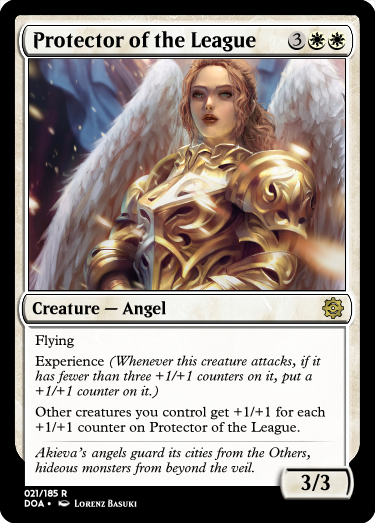 Protector of the League 3
Creature — Angel
Flying
Experience (Whenever this creature attacks, if it
has fewer than three +1/+1 counters on it, put a
+1/+1 counter on it.)
Other creatures you control get +1/+1 for each
+1/+1 counter on Protector of the League.
Akieva's angels guard its cities from the Others,
hideous monsters from beyond the veil.
3/3
021/185 R
DOA • Lorenz Basuki